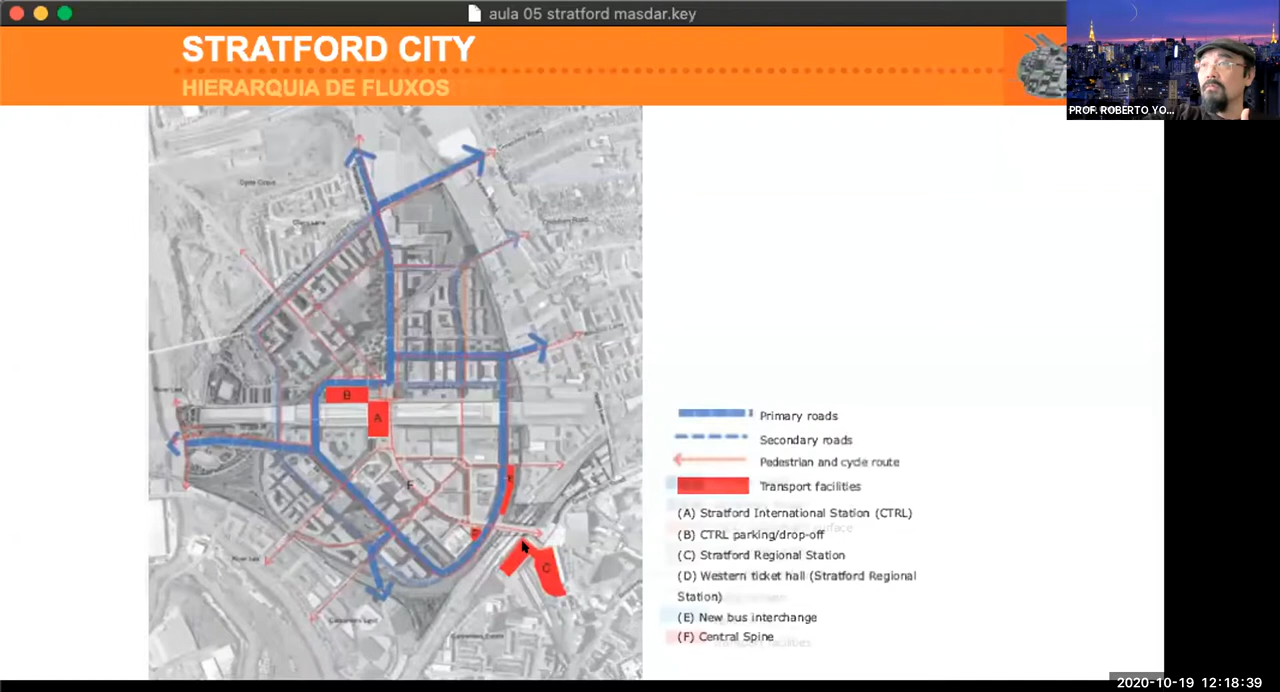 aula 05 stratford masdar.key
STRATFORD CITY
HIERARQUIA DE FLUXOS
PROF. ROBERTO YO...
B
A
F
E
C
Primary roads
Secondary roads
Pedestrian and cycle route
Transport facilities
(A) Stratford International Station (CTRL)
(B) CTRL parking/drop-off
(C) Stratford Regional Station
(D) Western ticket hall (Stratford Regional
Station)
(E) New bus interchange
(F) Central Spine
2020-10-19 12:18:39